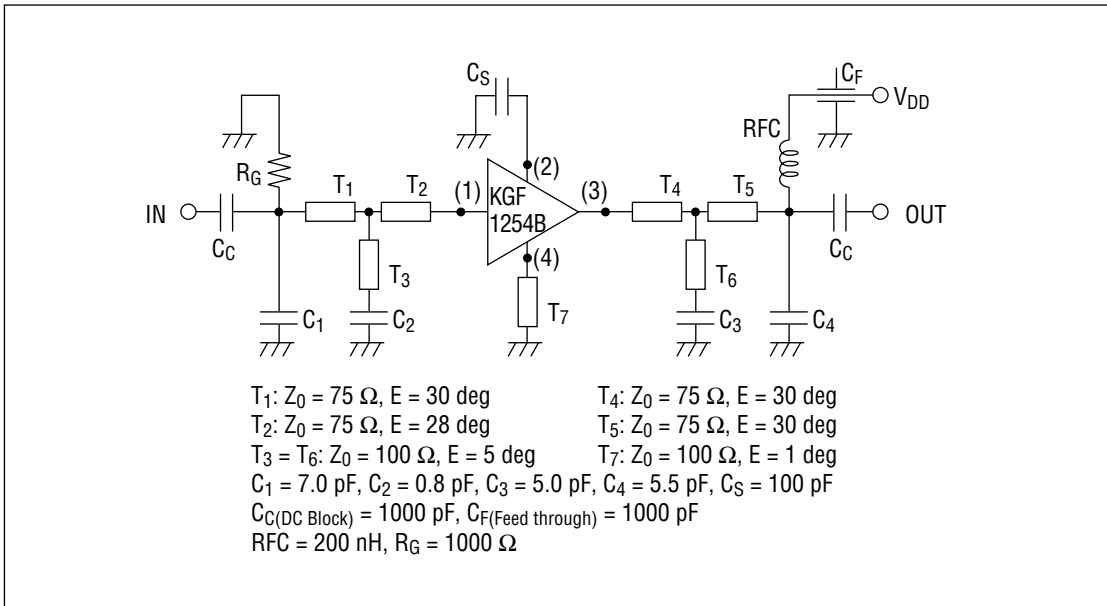 C_S
C_F
V_DD
RFC
R_G
(2)
T_1
T_2
(1)
KGF
1254B
(3)
T_4
T_5
IN
OUT
C_C
C_C
(4)
T_3
T_6
T_7
C_1
C_2
C_3
C_4
T_1: Z_0 = 75 Ω, E = 30 deg
T_4: Z_0 = 75 Ω, E = 30 deg
T_2: Z_0 = 75 Ω, E = 28 deg
T_5: Z_0 = 75 Ω, E = 30 deg
T_3 = T_6: Z_0 = 100 Ω, E = 5 deg
T_7: Z_0 = 100 Ω, E = 1 deg
C_1 = 7.0 pF, C_2 = 0.8 pF, C_3 = 5.0 pF, C_4 = 5.5 pF, C_S = 100 pF
C_C(DC Block) = 1000 pF, C_F(Feed through) = 1000 pF
RFC = 200 nH, R_G = 1000 Ω